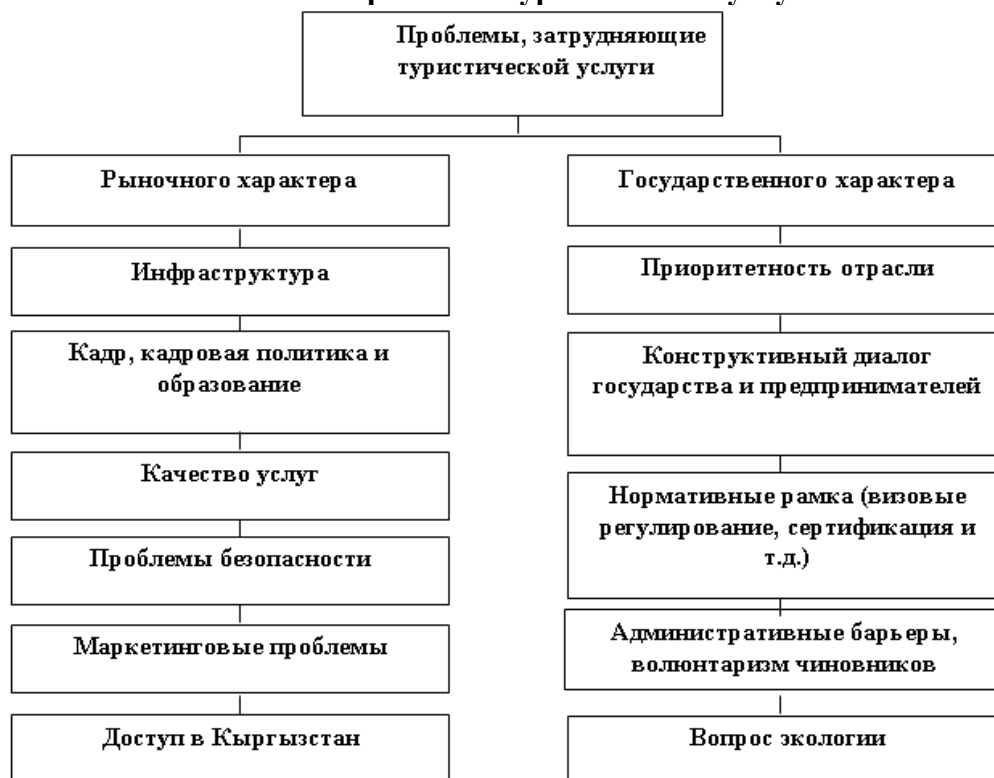 Проблемы, затрудняющие
туристической услуги
Рыночного характера
Инфраструктура
Кадр, кадровая политика и
образование
Качество услуг
Проблемы безопасности
Маркетинговые проблемы
Доступ в Кыргызстан
Государственного характера
Приоритетность отрасли
Конструктивный диалог
государства и предпринимателей
Нормативные рамка (визовые
регулирование, сертификация и
т.д.)
Административные барьеры,
волюнтаризм чиновников
Вопрос экологии